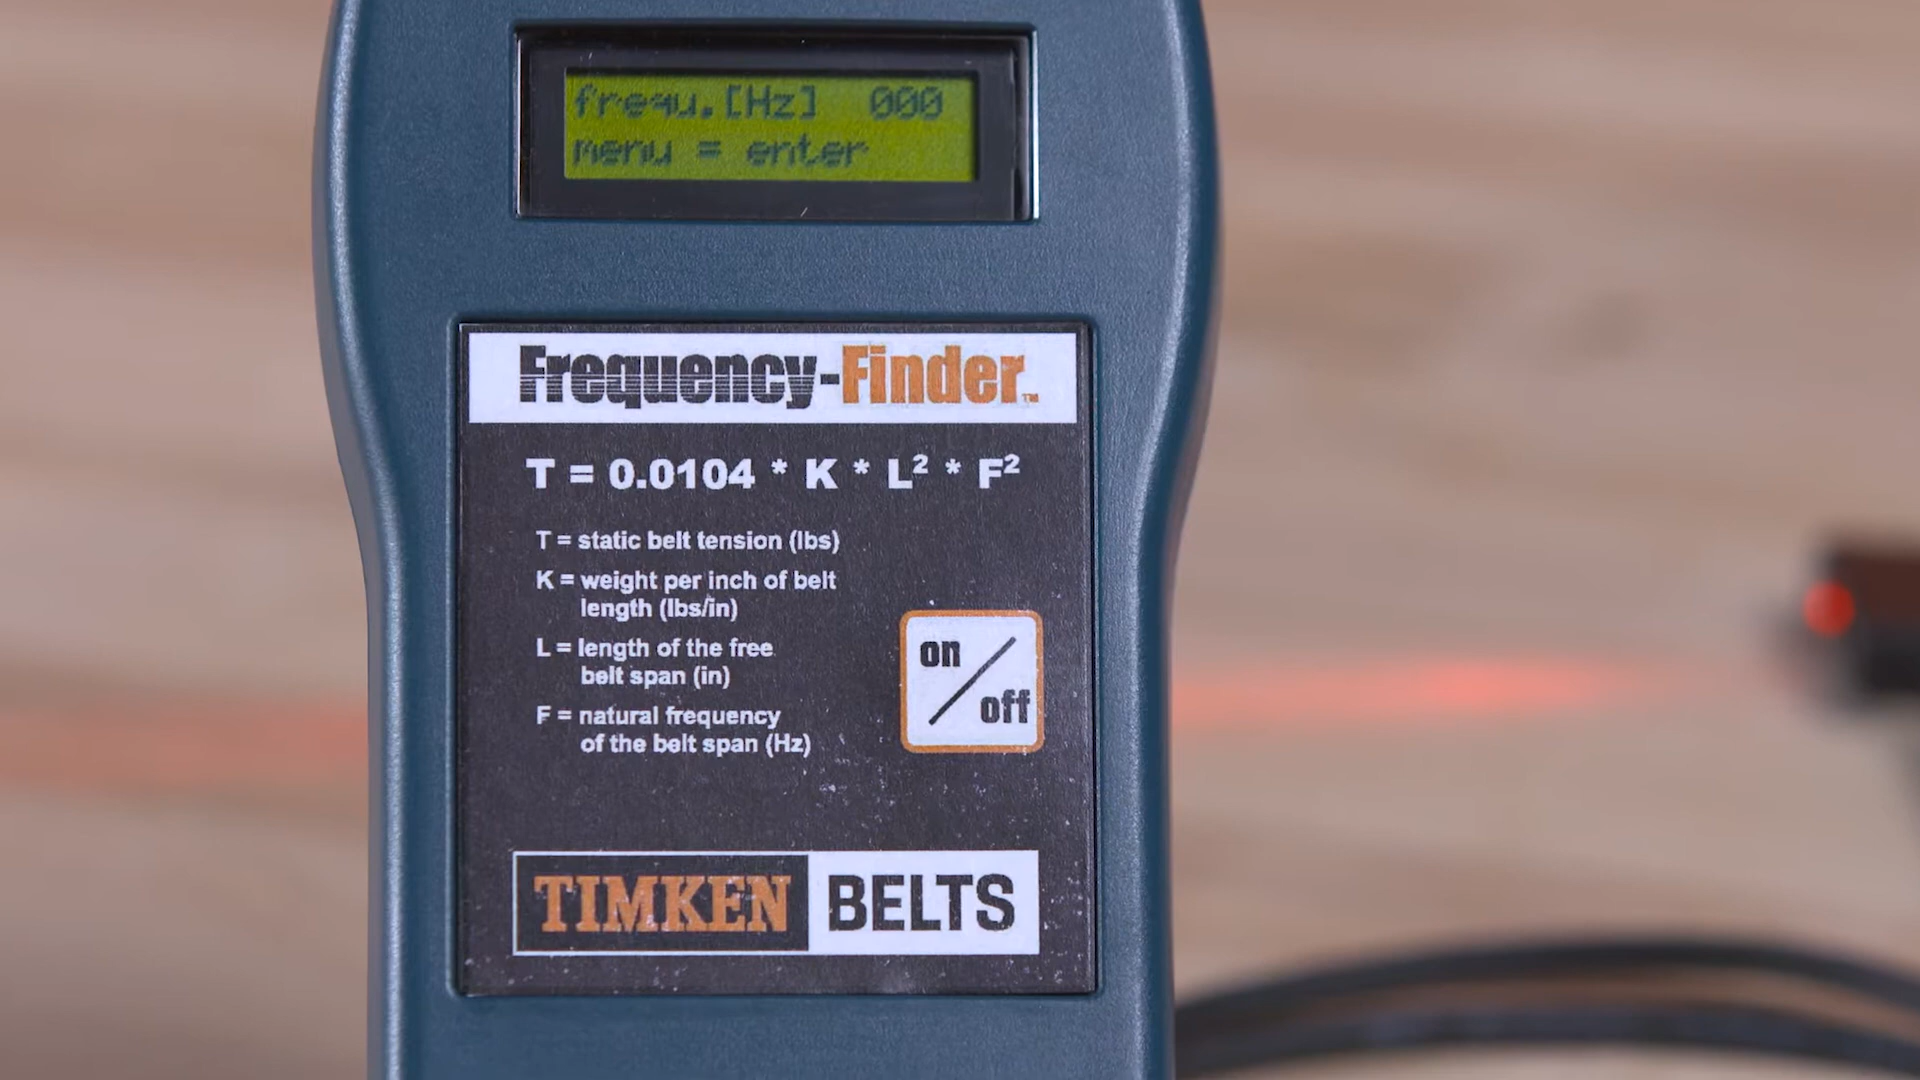 frequ.[Hz] 000
menu = enter
Frequency-Finder™
T = 0.0104 * K * L² * F²
T = static belt tension (lbs)
K = weight per inch of belt
length (lbs/in)
L = length of the free
belt span (in)
F = natural frequency
of the belt span (Hz)
on
off
TIMKEN BELTS